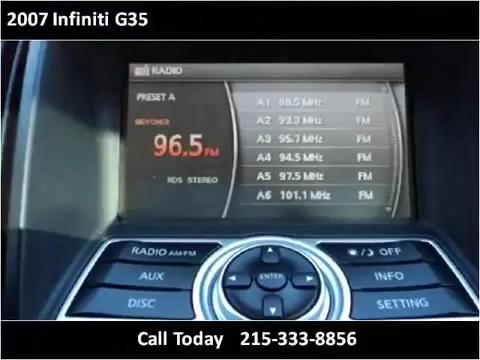 2007 Infiniti G35
RADIO
PRESET A
BEYONCE
96.5 FM
RDS STEREO
A1 88.5 MHz FM
A2 93.3 MHz FM
A3 95.7 MHz FM
A4 94.5 MHz FM
A5 97.5 MHz FM
A6 101.1 MHz FM
RADIO AM·FM
AUX
DISC
ENTER
OFF
INFO
SETTING
Call Today 215-333-8856